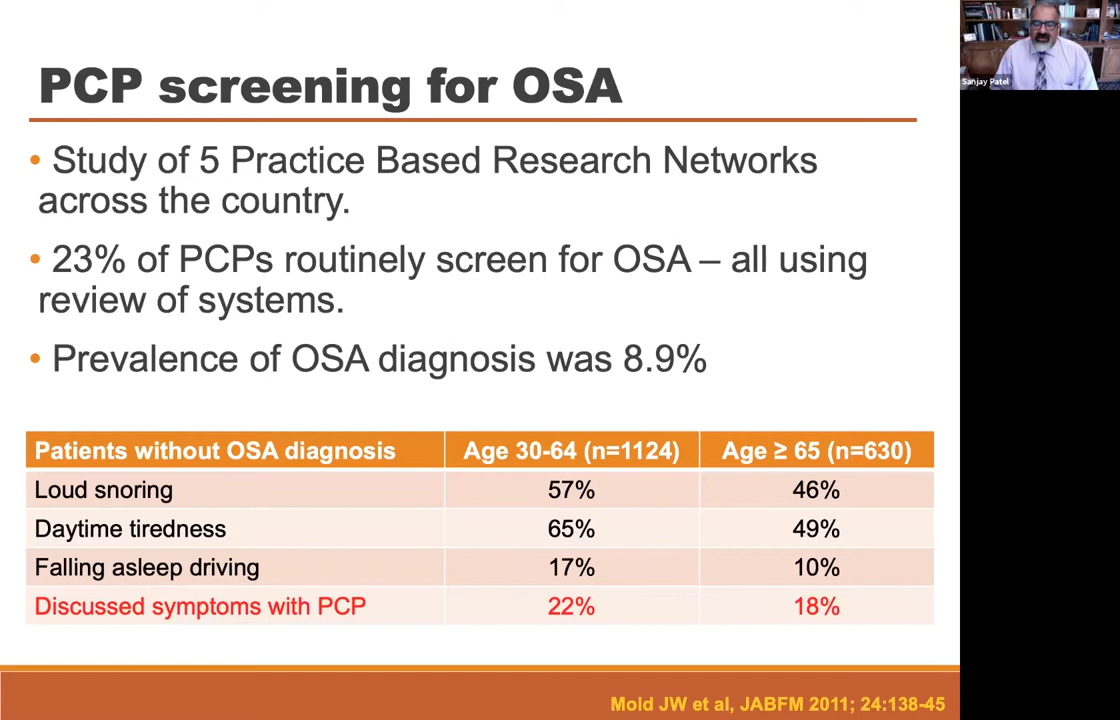 PCP screening for OSA
• Study of 5 Practice Based Research Networks
across the country.
• 23% of PCPs routinely screen for OSA – all using
review of systems.
• Prevalence of OSA diagnosis was 8.9%
Patients without OSA diagnosis Age 30-64 (n=1124) Age ≥ 65 (n=630)
Loud snoring 57% 46%
Daytime tiredness 65% 49%
Falling asleep driving 17% 10%
Discussed symptoms with PCP 22% 18%
Mold JW et al, JABFM 2011; 24:138-45
Sanjay Patel